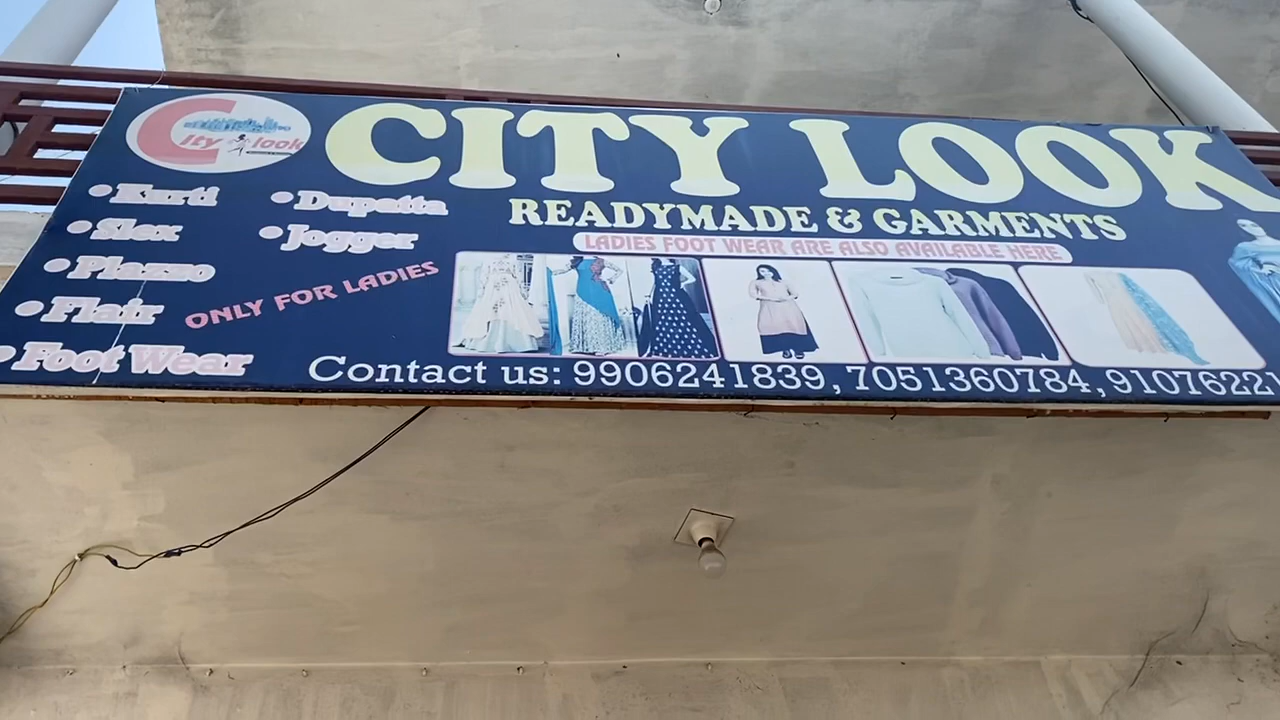 City look
CITY LOOK
READYMADE & GARMENTS
LADIES FOOT WEAR ARE ALSO AVAILABLE HERE
• Kurti
• Dupatta
• Slex
• Jogger
• Plazzo
• Flair
• Foot Wear
ONLY FOR LADIES
Contact us: 9906241839, 7051360784, 91076221